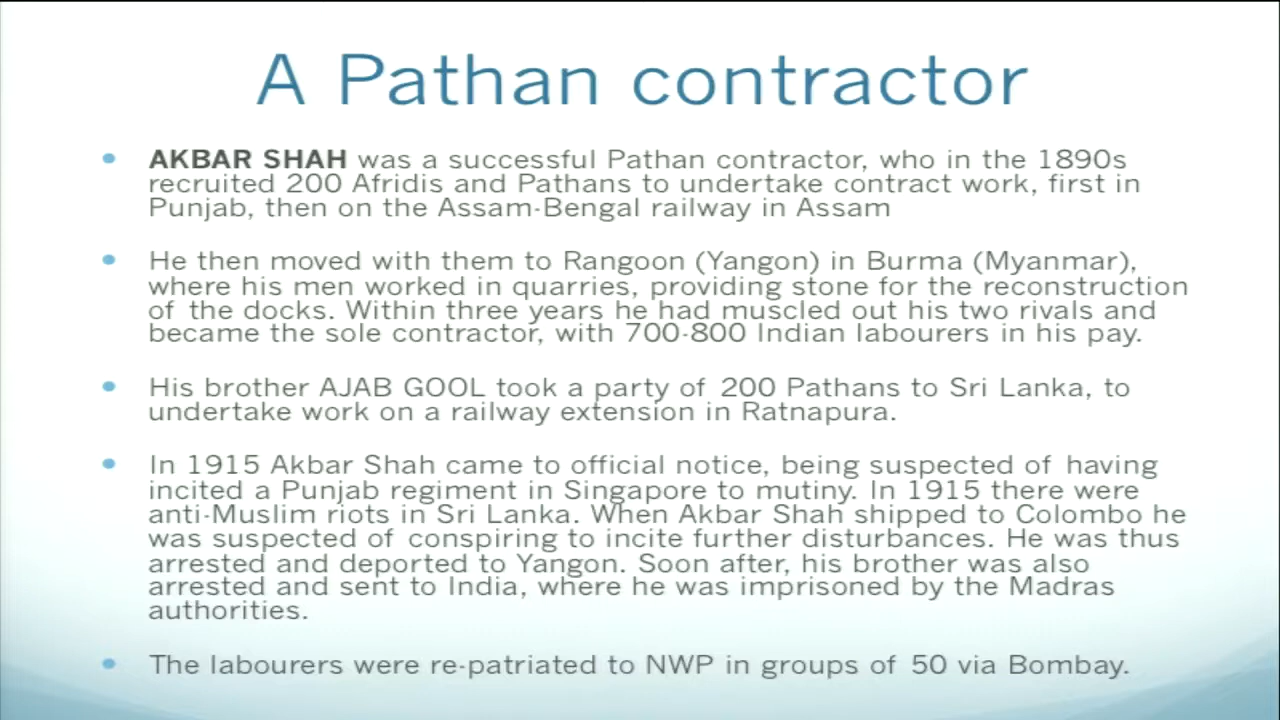 A Pathan contractor
• AKBAR SHAH was a successful Pathan contractor, who in the 1890s
recruited 200 Afridis and Pathans to undertake contract work, first in
Punjab, then on the Assam-Bengal railway in Assam
• He then moved with them to Rangoon (Yangon) in Burma (Myanmar),
where his men worked in quarries, providing stone for the reconstruction
of the docks. Within three years he had muscled out his two rivals and
became the sole contractor, with 700-800 Indian labourers in his pay.
• His brother AJAB GOOL took a party of 200 Pathans to Sri Lanka, to
undertake work on a railway extension in Ratnapura.
• In 1915 Akbar Shah came to official notice, being suspected of having
incited a Punjab regiment in Singapore to mutiny. In 1915 there were
anti-Muslim riots in Sri Lanka. When Akbar Shah shipped to Colombo he
was suspected of conspiring to incite further disturbances. He was thus
arrested and deported to Yangon. Soon after, his brother was also
arrested and sent to India, where he was imprisoned by the Madras
authorities.
• The labourers were re-patriated to NWP in groups of 50 via Bombay.